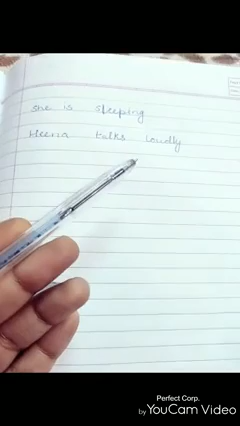 she is sleeping
Heena talks loudly
Perfect Corp.
by YouCam Video